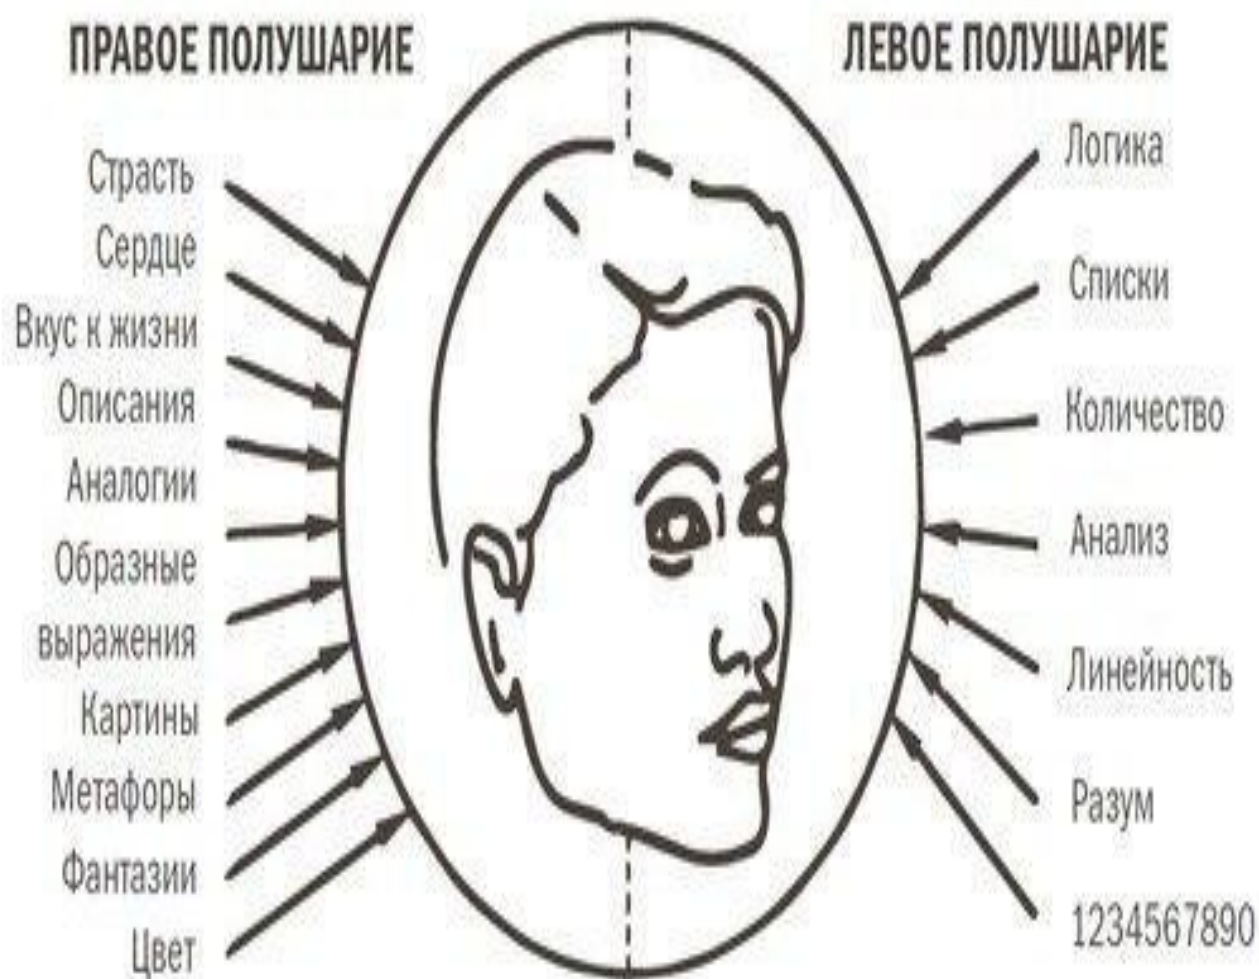 ПРАВОЕ ПОЛУШАРИЕ
Страсть
Сердце
Вкус к жизни
Описания
Аналогии
Образные
выражения
Картины
Метафоры
Фантазии
Цвет
ЛЕВОЕ ПОЛУШАРИЕ
Логика
Списки
Количество
Анализ
Линейность
Разум
1234567890